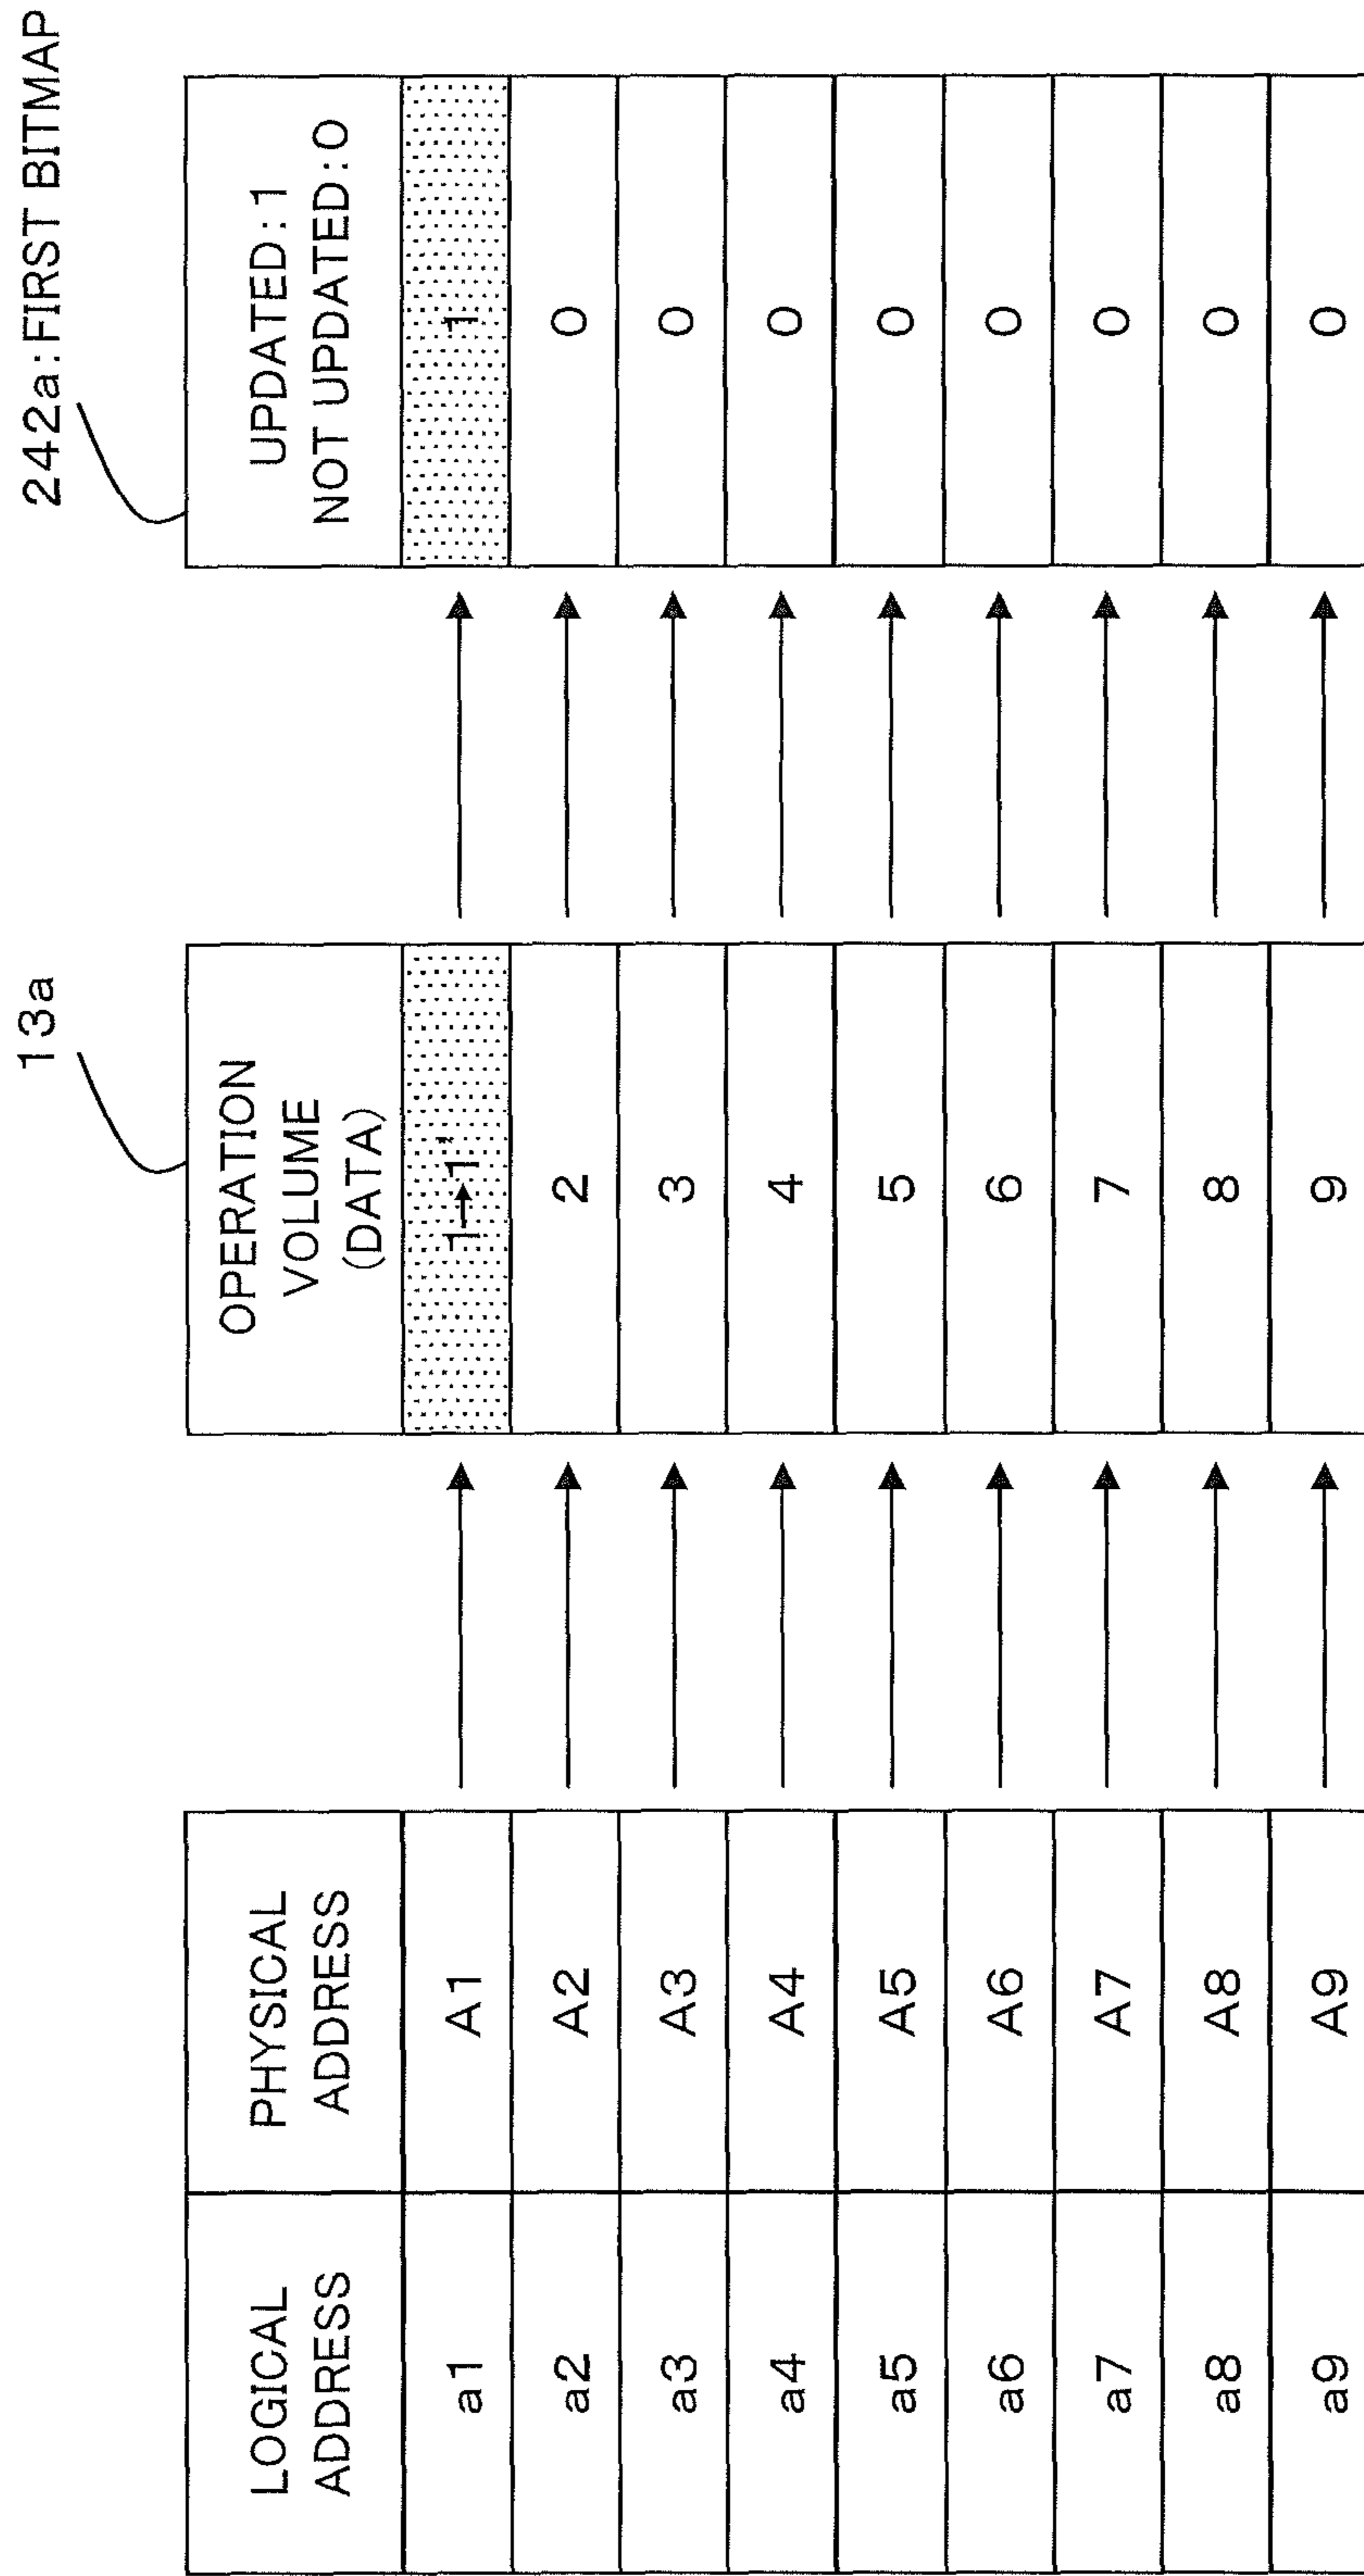 242a:FIRST BITMAP
13a
LOGICAL
ADDRESS
PHYSICAL
ADDRESS
OPERATION
VOLUME
(DATA)
UPDATED:1
NOT UPDATED:0
a1 A1 1→1" 1
a2 A2 2 0
a3 A3 3 0
a4 A4 4 0
a5 A5 5 0
a6 A6 6 0
a7 A7 7 0
a8 A8 8 0
a9 A9 9 0